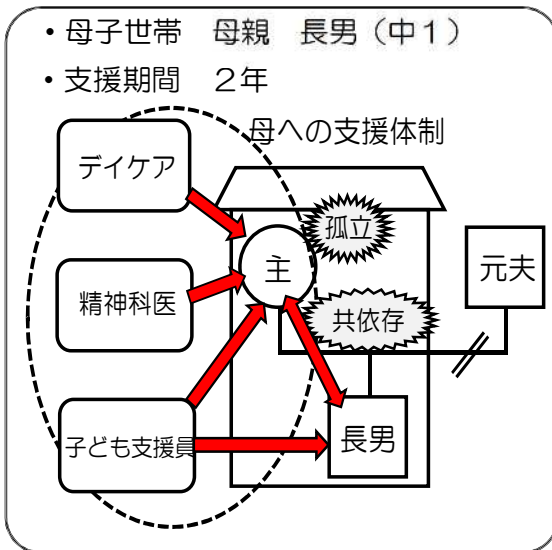 ・母子世帯　母親　長男（中１）
・支援期間　２年
母への支援体制
デイケア
孤立
主
元夫
精神科医
共依存
子ども支援員
長男